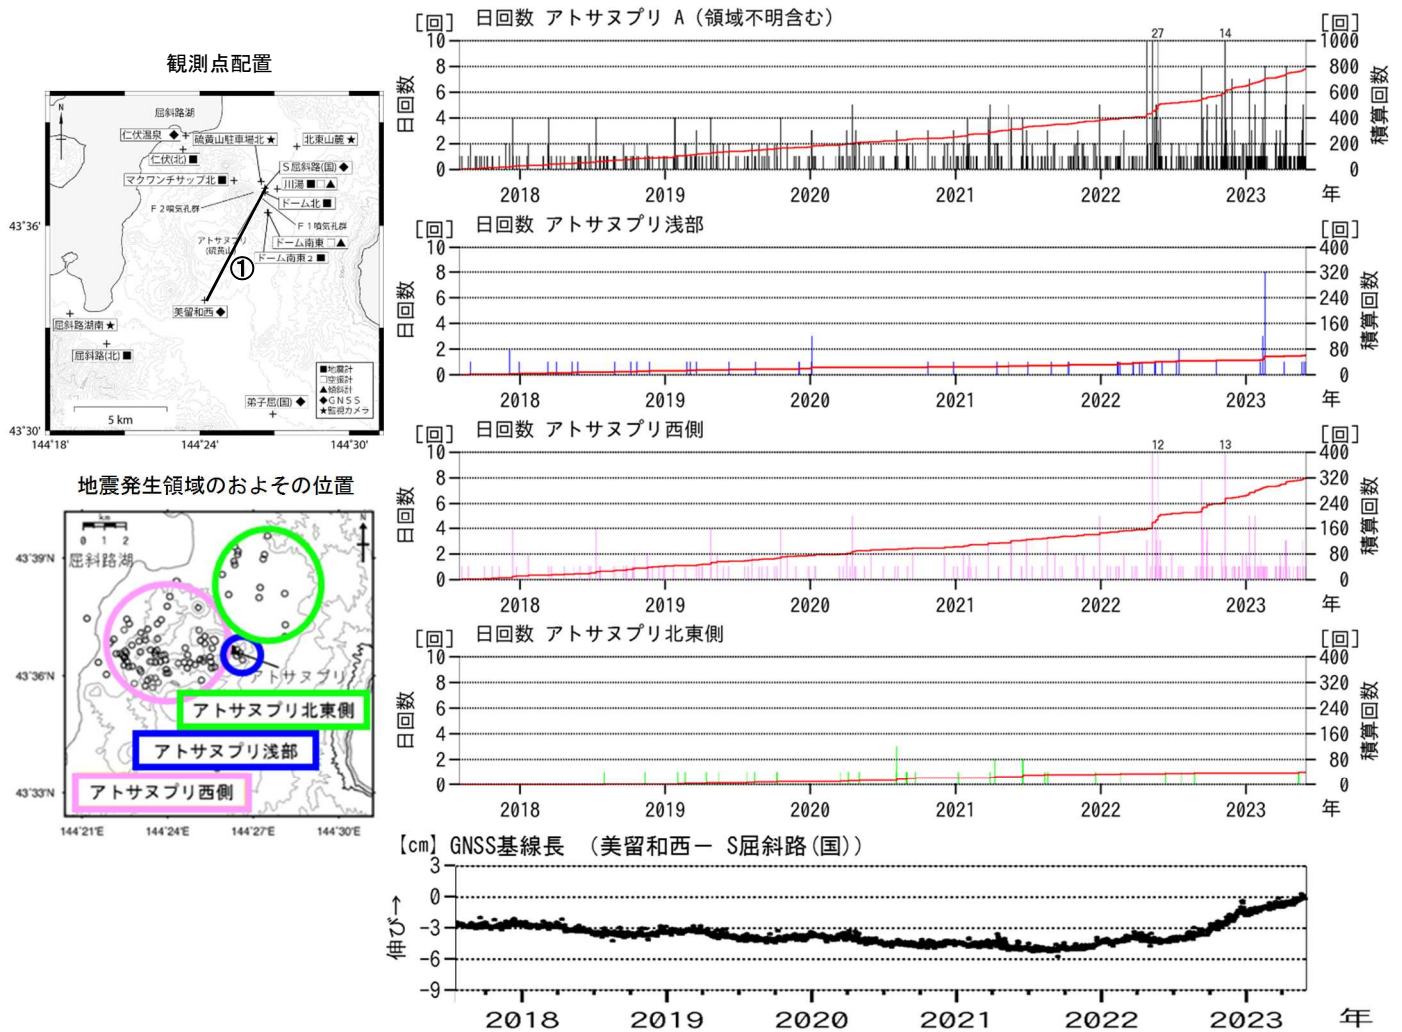 観測点配置
N
屈斜路湖
仁伏温泉◆
硫黄山駐車場北★
北東山麓★
仁伏(北)■
S屈斜路(国)◆
マクワンチサップ北■
川湯■□▲
ドーム北■
F2噴気孔群
F1噴気孔群
アトサヌプリ
(硫黄山)
ドーム南東□▲
ドーム南東2■
①
美留和西◆
屈斜路湖南★
屈斜路(北)■
弟子屈(国)◆
■地震計
□空振計
▲傾斜計
◆GNSS
★監視カメラ
5 km
43°36'
43°30'
144°18' 144°24' 144°30'
地震発生領域のおよその位置
km
0 1 2
N
屈斜路湖
アトサヌプリ
アトサヌプリ北東側
アトサヌプリ浅部
アトサヌプリ西側
43°39'N
43°36'N
43°33'N
144°21'E 144°24'E 144°27'E 144°30'E
[回] 日回数 アトサヌプリ A（領域不明含む） [回]
27 14
10 8 6 4 2 0
日回数
1000 800 600 400 200 0
積算回数
2018 2019 2020 2021 2022 2023 年
[回] 日回数 アトサヌプリ浅部 [回]
10 8 6 4 2 0
日回数
400 320 240 160 80 0
積算回数
2018 2019 2020 2021 2022 2023 年
[回] 日回数 アトサヌプリ西側 [回]
12 13
10 8 6 4 2 0
日回数
400 320 240 160 80 0
積算回数
2018 2019 2020 2021 2022 2023 年
[回] 日回数 アトサヌプリ北東側 [回]
10 8 6 4 2 0
日回数
400 320 240 160 80 0
積算回数
2018 2019 2020 2021 2022 2023 年
【cm】GNSS基線長 （美留和西－ S屈斜路(国)）
3 0 -3 -6 -9
伸び→
2018 2019 2020 2021 2022 2023 年